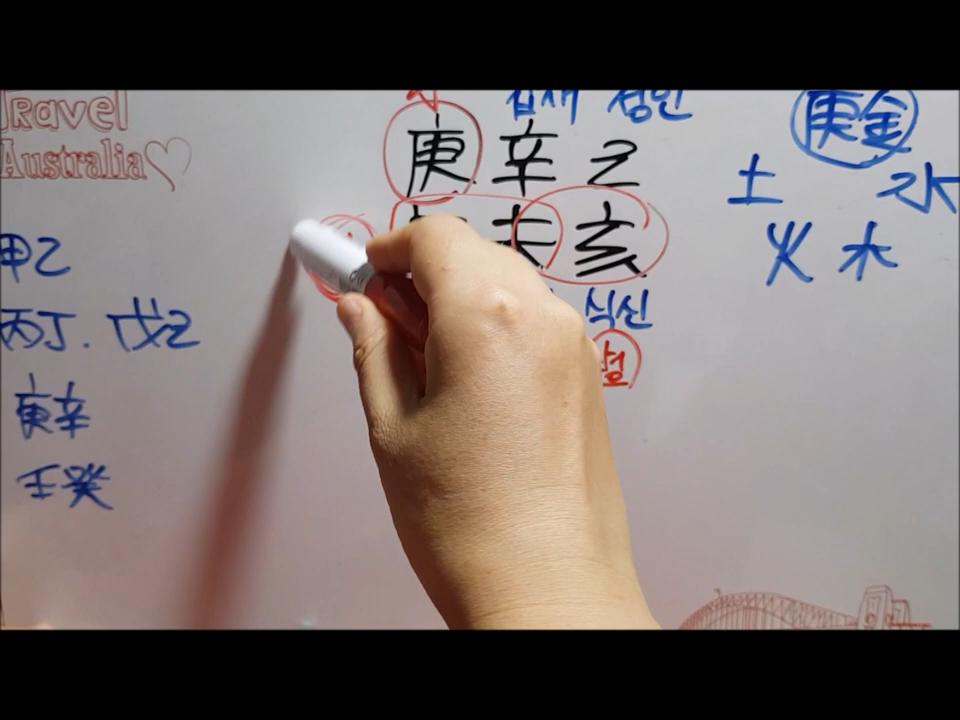 TRavel
Australia
겁재 정인
庚金
庚 辛 乙
未 亥
식신
土 水
火 木
甲乙
丙丁. 戊己
庚辛
壬癸